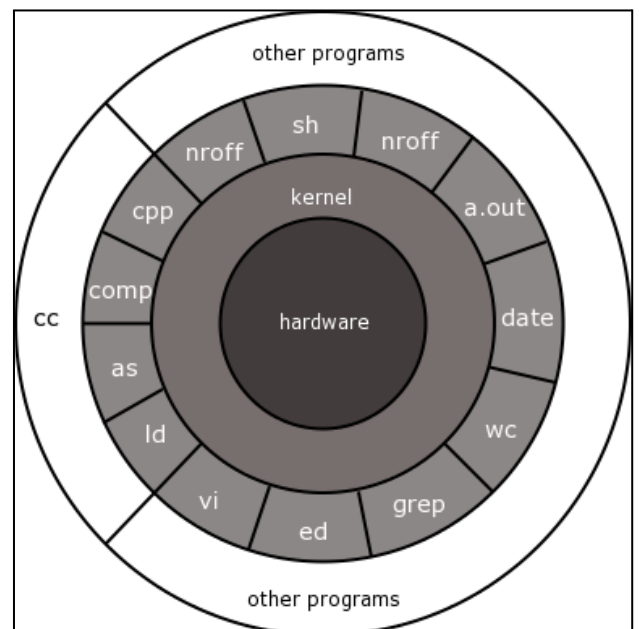 other programs
sh
nroff
nroff
a.out
cpp
kernel
comp
cc
hardware
date
as
ld
wc
vi
grep
ed
other programs